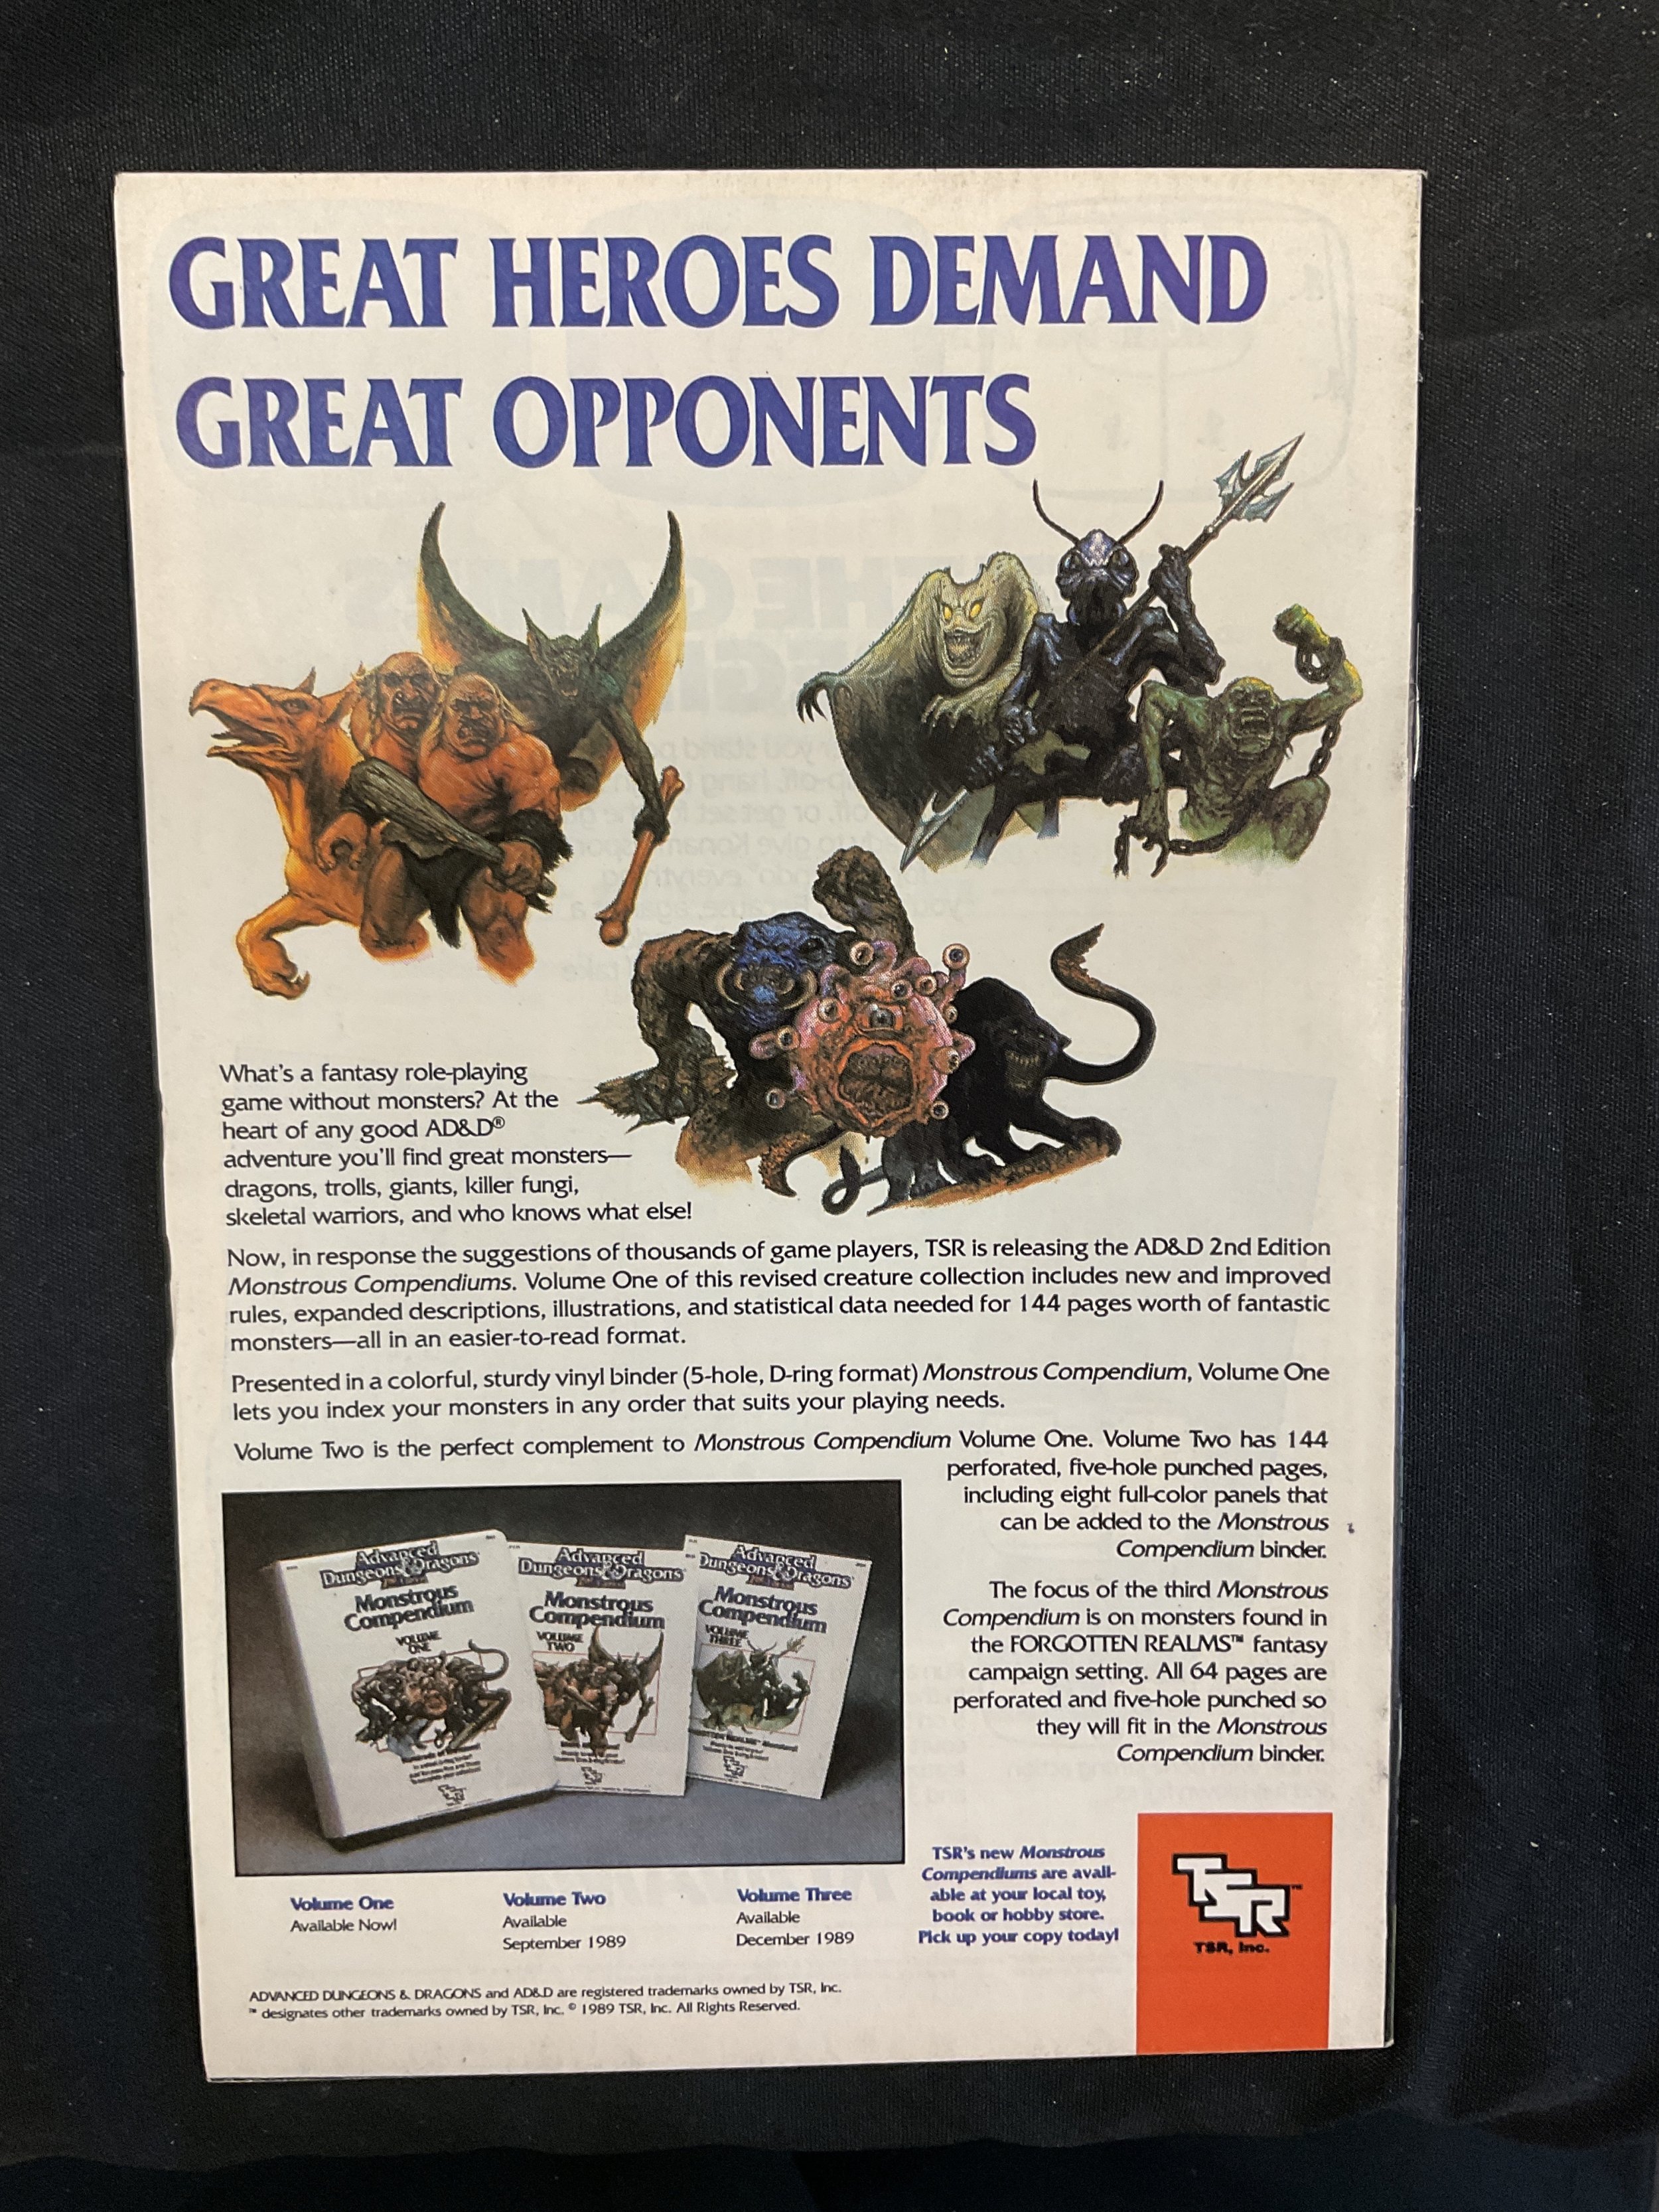 GREAT HEROES DEMAND
GREAT OPPONENTS
What's a fantasy role-playing
game without monsters? At the
heart of any good AD&D®
adventure you'll find great monsters—
dragons, trolls, giants, killer fungi,
skeletal warriors, and who knows what else!
Now, in response the suggestions of thousands of game players, TSR is releasing the AD&D 2nd Edition
Monstrous Compendiums. Volume One of this revised creature collection includes new and improved
rules, expanded descriptions, illustrations, and statistical data needed for 144 pages worth of fantastic
monsters—all in an easier-to-read format.
Presented in a colorful, sturdy vinyl binder (5-hole, D-ring format) Monstrous Compendium, Volume One
lets you index your monsters in any order that suits your playing needs.
Volume Two is the perfect complement to Monstrous Compendium Volume One. Volume Two has 144
perforated, five-hole punched pages,
including eight full-color panels that
can be added to the Monstrous
Compendium binder.
The focus of the third Monstrous
Compendium is on monsters found in
the FORGOTTEN REALMS™ fantasy
campaign setting. All 64 pages are
perforated and five-hole punched so
they will fit in the Monstrous
Compendium binder.
Advanced
Dungeons & Dragons
Monstrous
Compendium
VOLUME
ONE
TSR
Advanced
Dungeons & Dragons
Monstrous
Compendium
VOLUME
TWO
TSR
Advanced
Dungeons & Dragons
Monstrous
Compendium
VOLUME
THREE
TSR
Volume One
Available Now!
Volume Two
Available
September 1989
Volume Three
Available
December 1989
TSR's new Monstrous
Compendiums are avail-
able at your local toy,
book or hobby store.
Pick up your copy today!
TSR™
TSR, Inc.
ADVANCED DUNGEONS & DRAGONS and AD&D are registered trademarks owned by TSR, Inc.
™ designates other trademarks owned by TSR, Inc. © 1989 TSR, Inc. All Rights Reserved.